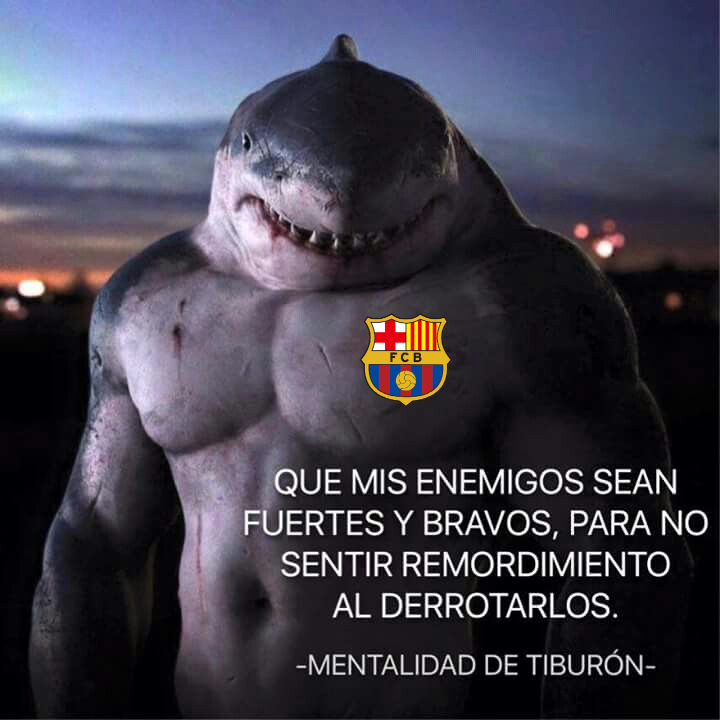 FCB
QUE MIS ENEMIGOS SEAN
FUERTES Y BRAVOS, PARA NO
SENTIR REMORDIMIENTO
AL DERROTARLOS.
-MENTALIDAD DE TIBURÓN-